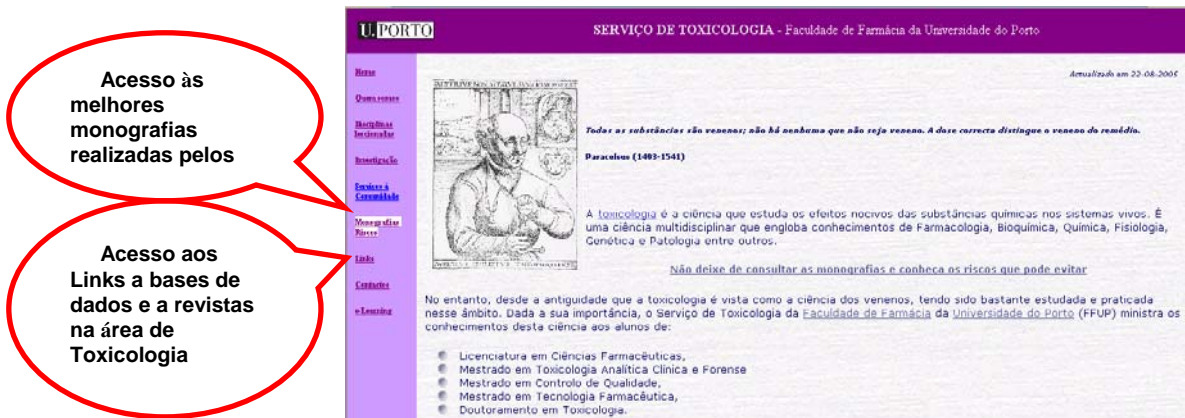 Acesso às
melhores
monografias
realizadas pelos
Acesso aos
Links a bases de
dados e a revistas
na área de
Toxicologia
U. PORTO
SERVIÇO DE TOXICOLOGIA - Faculdade de Farmácia da Universidade do Porto
Home
Quem somos
Disciplinas
leccionadas
Investigação
Serviços à
Comunidade
Monografias
Riscos
Links
Contactos
e-Learning
Actualizado em 22-08-2005
Todas as substâncias são venenos; não há nenhuma que não seja veneno. A dose correcta distingue o veneno do remédio.
Paracelsus (1493-1541)
A toxicologia é a ciência que estuda os efeitos nocivos das substâncias químicas nos sistemas vivos. É
uma ciência multidisciplinar que engloba conhecimentos de Farmacologia, Bioquímica, Química, Fisiologia,
Genética e Patologia entre outros.
Não deixe de consultar as monografias e conheça os riscos que pode evitar
No entanto, desde a antiguidade que a toxicologia é vista como a ciência dos venenos, tendo sido bastante estudada e praticada
nesse âmbito. Dada a sua importância, o Serviço de Toxicologia da Faculdade de Farmácia da Universidade do Porto (FFUP) ministra os
conhecimentos desta ciência aos alunos de:
Licenciatura em Ciências Farmacêuticas,
Mestrado em Toxicologia Analítica Clínica e Forense
Mestrado em Controlo de Qualidade,
Mestrado em Tecnologia Farmacêutica,
Doutoramento em Toxicologia.